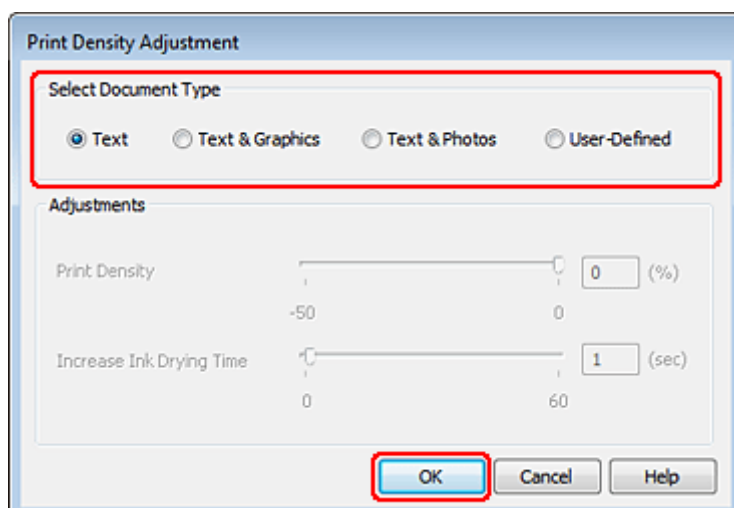 Print Density Adjustment
Select Document Type
Text Text & Graphics Text & Photos User-Defined
Adjustments
Print Density 0 (%)
-50 0
Increase Ink Drying Time 1 (sec)
0 60
OK Cancel Help